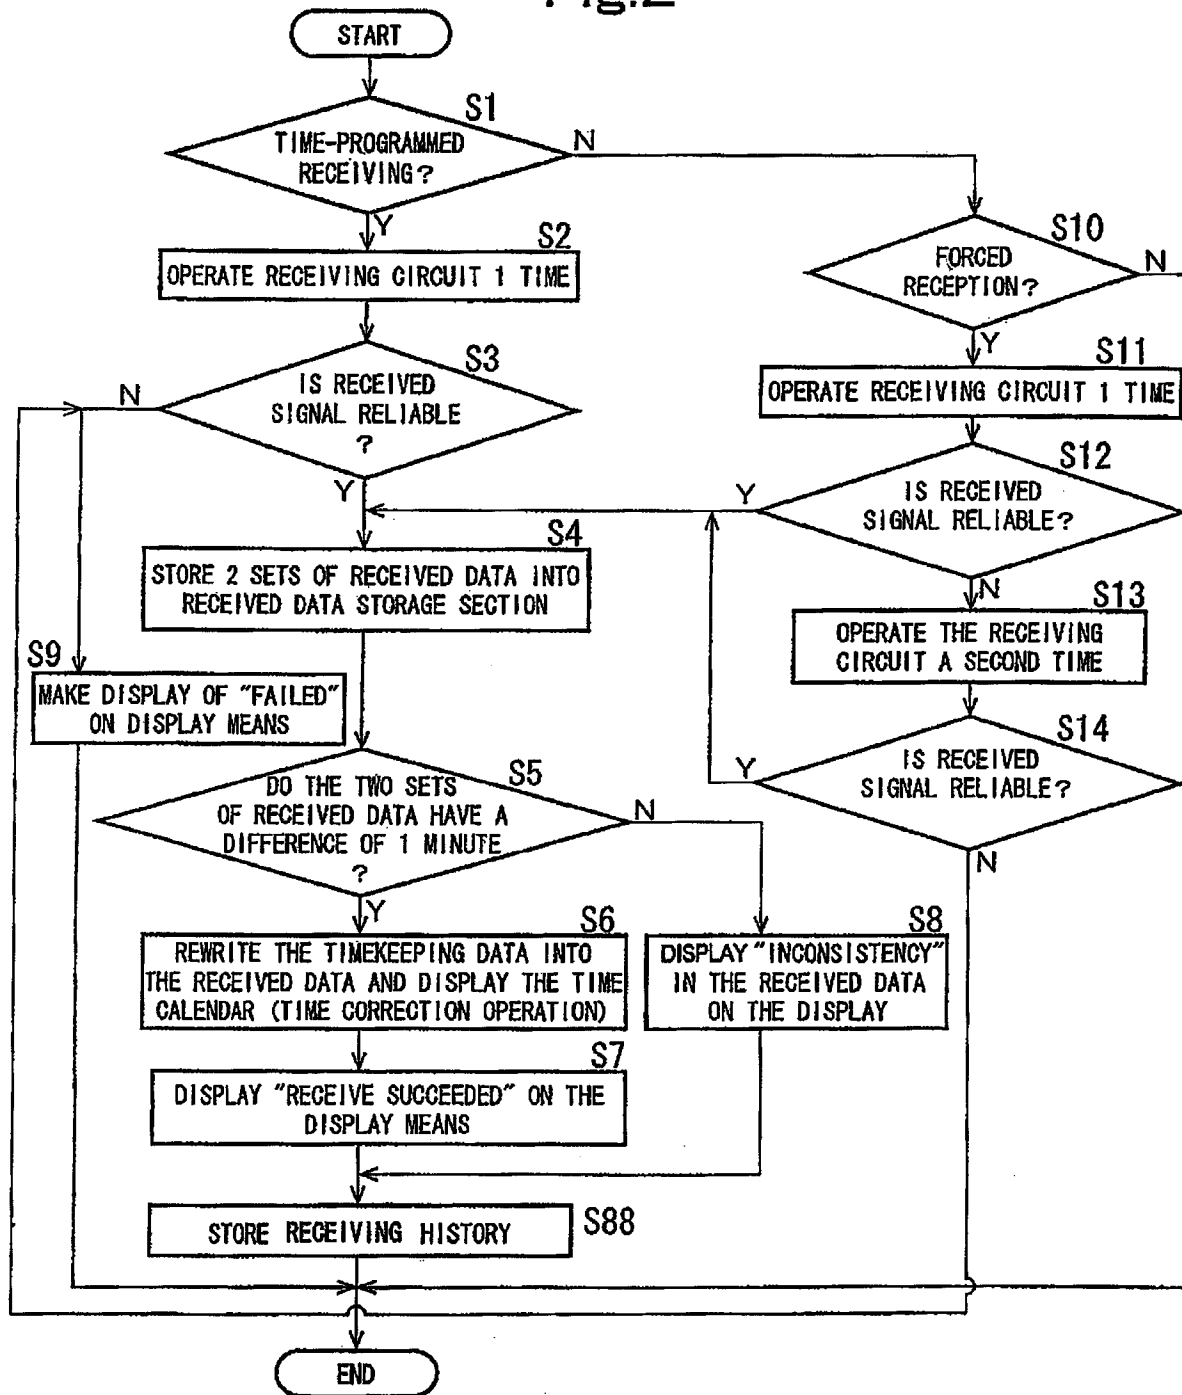 Fig.2
START
S1
TIME-PROGRAMMED
RECEIVING?
N
Y
S2
OPERATE RECEIVING CIRCUIT 1 TIME
S10
FORCED
RECEPTION?
N
Y
S3
IS RECEIVED
SIGNAL RELIABLE
?
N
Y
S11
OPERATE RECEIVING CIRCUIT 1 TIME
S12
IS RECEIVED
SIGNAL RELIABLE?
Y
N
S4
STORE 2 SETS OF RECEIVED DATA INTO
RECEIVED DATA STORAGE SECTION
S13
OPERATE THE RECEIVING
CIRCUIT A SECOND TIME
S9
MAKE DISPLAY OF "FAILED"
ON DISPLAY MEANS
S14
IS RECEIVED
SIGNAL RELIABLE?
Y
N
S5
DO THE TWO SETS
OF RECEIVED DATA HAVE A
DIFFERENCE OF 1 MINUTE
?
N
Y
S6
REWRITE THE TIMEKEEPING DATA INTO
THE RECEIVED DATA AND DISPLAY THE TIME
CALENDAR (TIME CORRECTION OPERATION)
S8
DISPLAY "INCONSISTENCY"
IN THE RECEIVED DATA
ON THE DISPLAY
S7
DISPLAY "RECEIVE SUCCEEDED" ON THE
DISPLAY MEANS
STORE RECEIVING HISTORY
S88
END